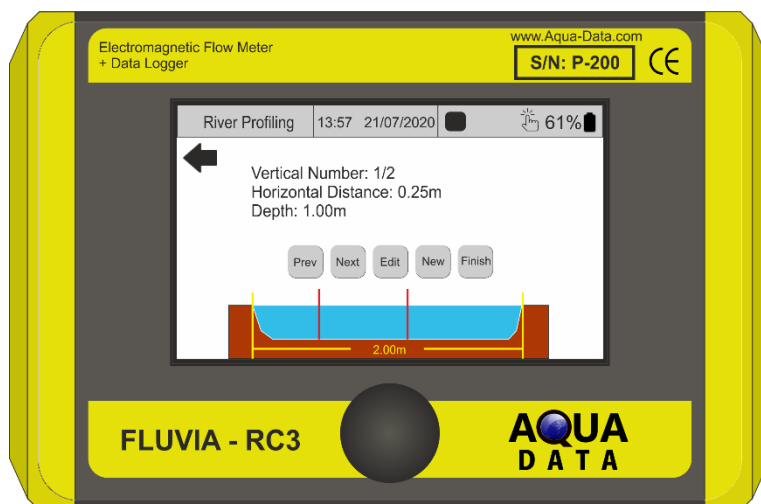 Electromagnetic Flow Meter
+ Data Logger
www.Aqua-Data.com
S/N: P-200
CE
River Profiling 13:57 21/07/2020 61%
Vertical Number: 1/2
Horizontal Distance: 0.25m
Depth: 1.00m
Prev Next Edit New Finish
2.00m
FLUVIA - RC3
AQUA
DATA